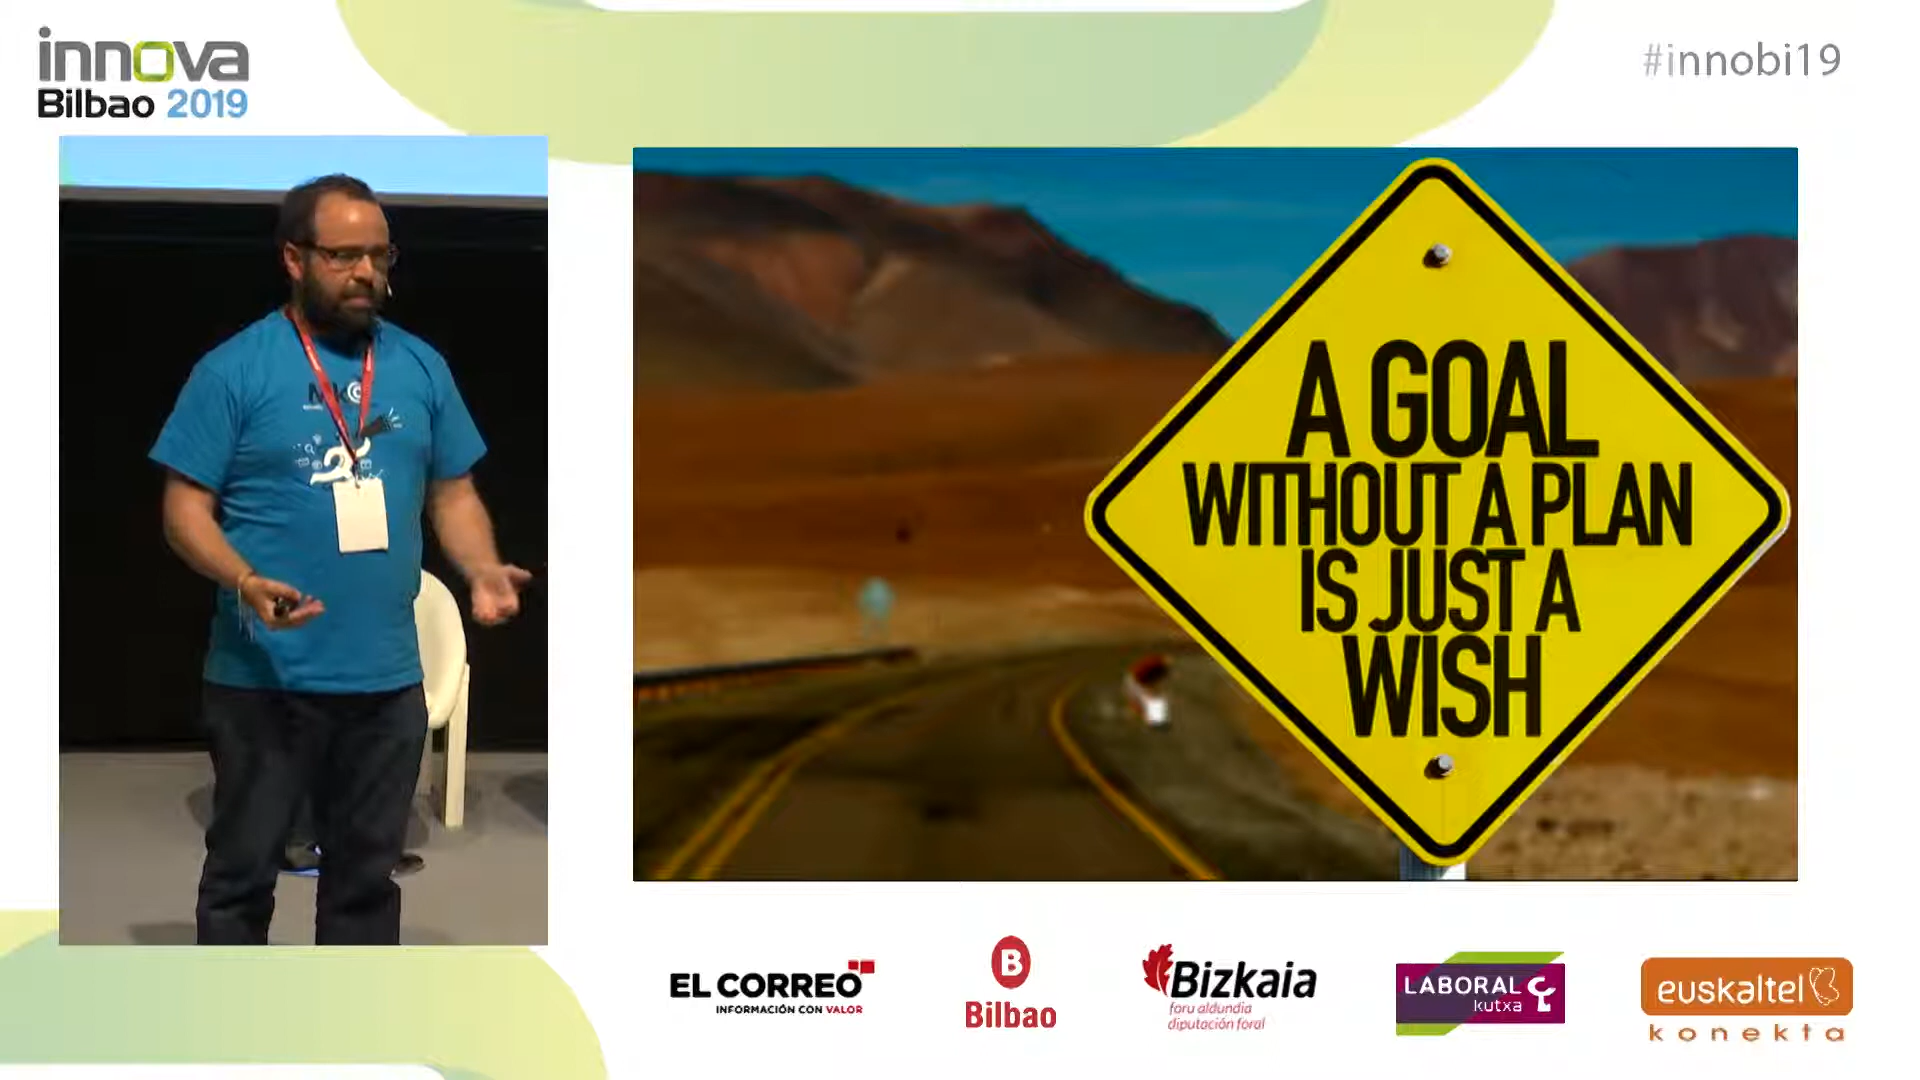 innova
Bilbao 2019
#innobi19
A GOAL
WITHOUT A PLAN
IS JUST A
WISH
EL CORREO
INFORMACIÓN CON VALOR
B
Bilbao
Bizkaia
foru aldundia
diputación foral
LABORAL
kutxa
euskaltel
konekta